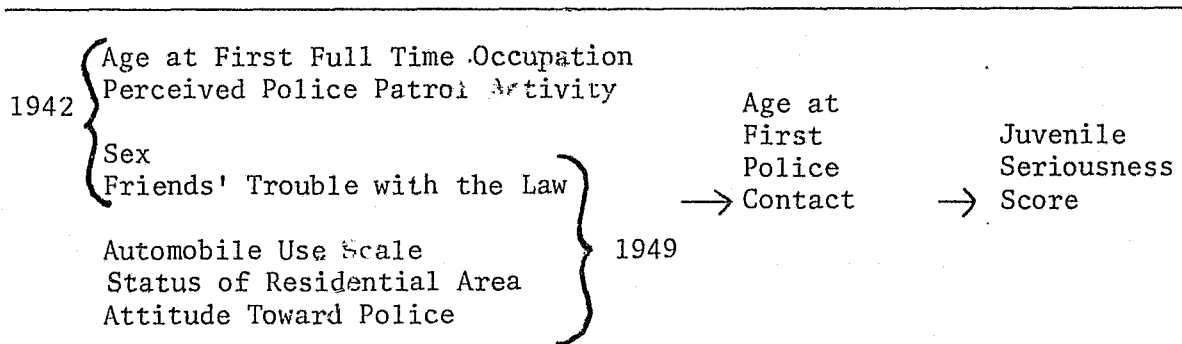 Age at First Full Time Occupation
1942 Perceived Police Patrol Activity
Sex
Friends' Trouble with the Law
Automobile Use Scale
Status of Residential Area
Attitude Toward Police
1949
Age at
First
Police
→ Contact
Juvenile
Seriousness
→ Score